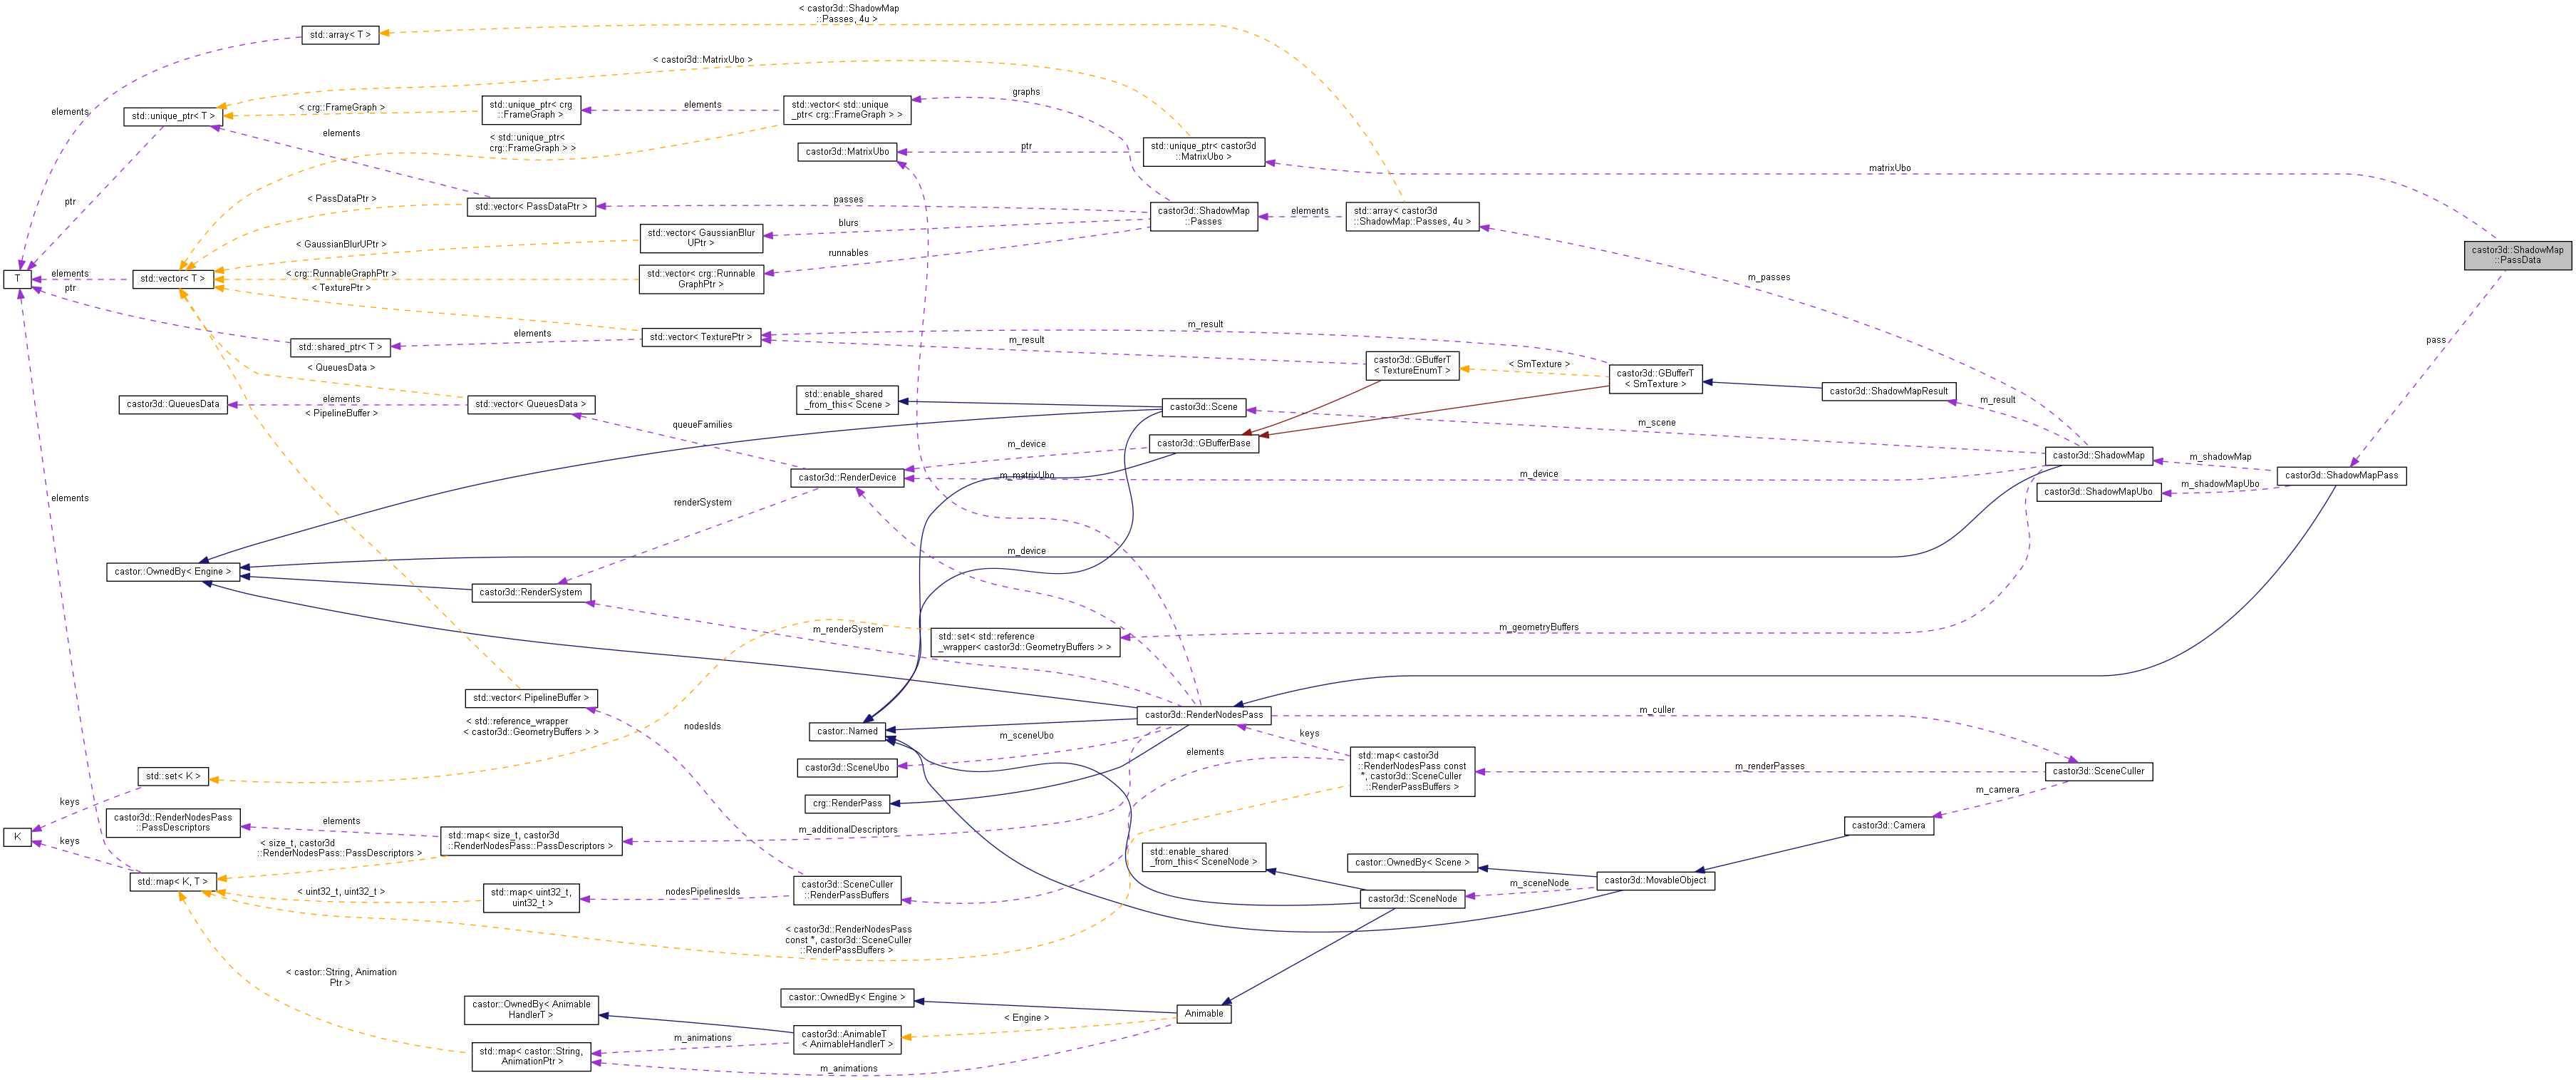 < castor3d::ShadowMap
::Passes, 4u >
std::array< T >
< castor3d::MatrixUbo >
elements
std::unique_ptr< T >
< crg::FrameGraph >
std::unique_ptr< crg
::FrameGraph >
elements
std::vector< std::unique
_ptr< crg::FrameGraph > >
graphs
elements
< std::unique_ptr<
crg::FrameGraph > >
castor3d::MatrixUbo
ptr
std::unique_ptr< castor3d
::MatrixUbo >
matrixUbo
ptr
< PassDataPtr >
std::vector< PassDataPtr >
passes
castor3d::ShadowMap
::Passes
elements
std::array< castor3d
::ShadowMap::Passes, 4u >
blurs
< GaussianBlurUPtr >
std::vector< GaussianBlur
UPtr >
runnables
castor3d::ShadowMap
::PassData
T
elements
std::vector< T >
< crg::RunnableGraphPtr >
std::vector< crg::Runnable
GraphPtr >
m_passes
ptr
< TexturePtr >
std::shared_ptr< T >
elements
std::vector< TexturePtr >
m_result
m_result
pass
< QueuesData >
castor3d::GBufferT
< TextureEnumT >
< SmTexture >
castor3d::GBufferT
< SmTexture >
castor3d::ShadowMapResult
m_result
castor3d::QueuesData
elements
std::vector< QueuesData >
std::enable_shared
_from_this< Scene >
castor3d::Scene
< PipelineBuffer >
queueFamilies
m_scene
m_device
castor3d::GBufferBase
castor3d::ShadowMap
m_shadowMap
castor3d::ShadowMapPass
castor3d::RenderDevice
m_matrixUbo
m_device
castor3d::ShadowMapUbo
m_shadowMapUbo
elements
renderSystem
m_device
castor::OwnedBy< Engine >
castor3d::RenderSystem
m_renderSystem
std::set< std::reference
_wrapper< castor3d::GeometryBuffers > >
m_geometryBuffers
std::vector< PipelineBuffer >
< std::reference_wrapper
< castor3d::GeometryBuffers > >
nodesIds
castor::Named
castor3d::RenderNodesPass
m_culler
m_sceneUbo
elements
keys
std::map< castor3d
::RenderNodesPass const
*, castor3d::SceneCuller
::RenderPassBuffers >
m_renderPasses
castor3d::SceneCuller
castor3d::SceneUbo
std::set< K >
keys
crg::RenderPass
m_camera
castor3d::RenderNodesPass
::PassDescriptors
elements
K
keys
< size_t, castor3d
::RenderNodesPass::PassDescriptors >
std::map< size_t, castor3d
::RenderNodesPass::PassDescriptors >
m_additionalDescriptors
castor3d::Camera
std::enable_shared
_from_this< SceneNode >
castor::OwnedBy< Scene >
std::map< K, T >
< uint32_t, uint32_t >
std::map< uint32_t,
uint32_t >
nodesPipelinesIds
castor3d::SceneCuller
::RenderPassBuffers
castor3d::SceneNode
m_sceneNode
castor3d::MovableObject
< castor3d::RenderNodesPass
const *, castor3d::SceneCuller
::RenderPassBuffers >
< castor::String, Animation
Ptr >
castor::OwnedBy< Animable
HandlerT >
castor::OwnedBy< Engine >
Animable
< Engine >
castor3d::AnimableT
< AnimableHandlerT >
m_animations
std::map< castor::String,
AnimationPtr >
m_animations